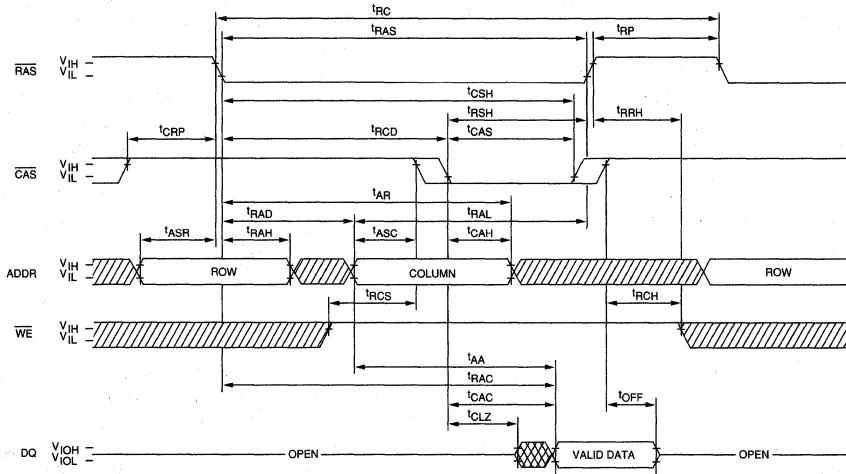 tRC
tRAS
tRP
RAS
VIH
VIL
tCSH
tRSH
tRRH
tCRP
tRCD
tCAS
CAS
VIH
VIL
tAR
tRAD
tRAL
tASR
tRAH
tASC
tCAH
ADDR
VIH
VIL
ROW
COLUMN
ROW
tRCS
tRCH
WE
VIH
VIL
tAA
tRAC
tCAC
tOFF
tCLZ
DQ
VIOH
VIOL
OPEN
VALID DATA
OPEN